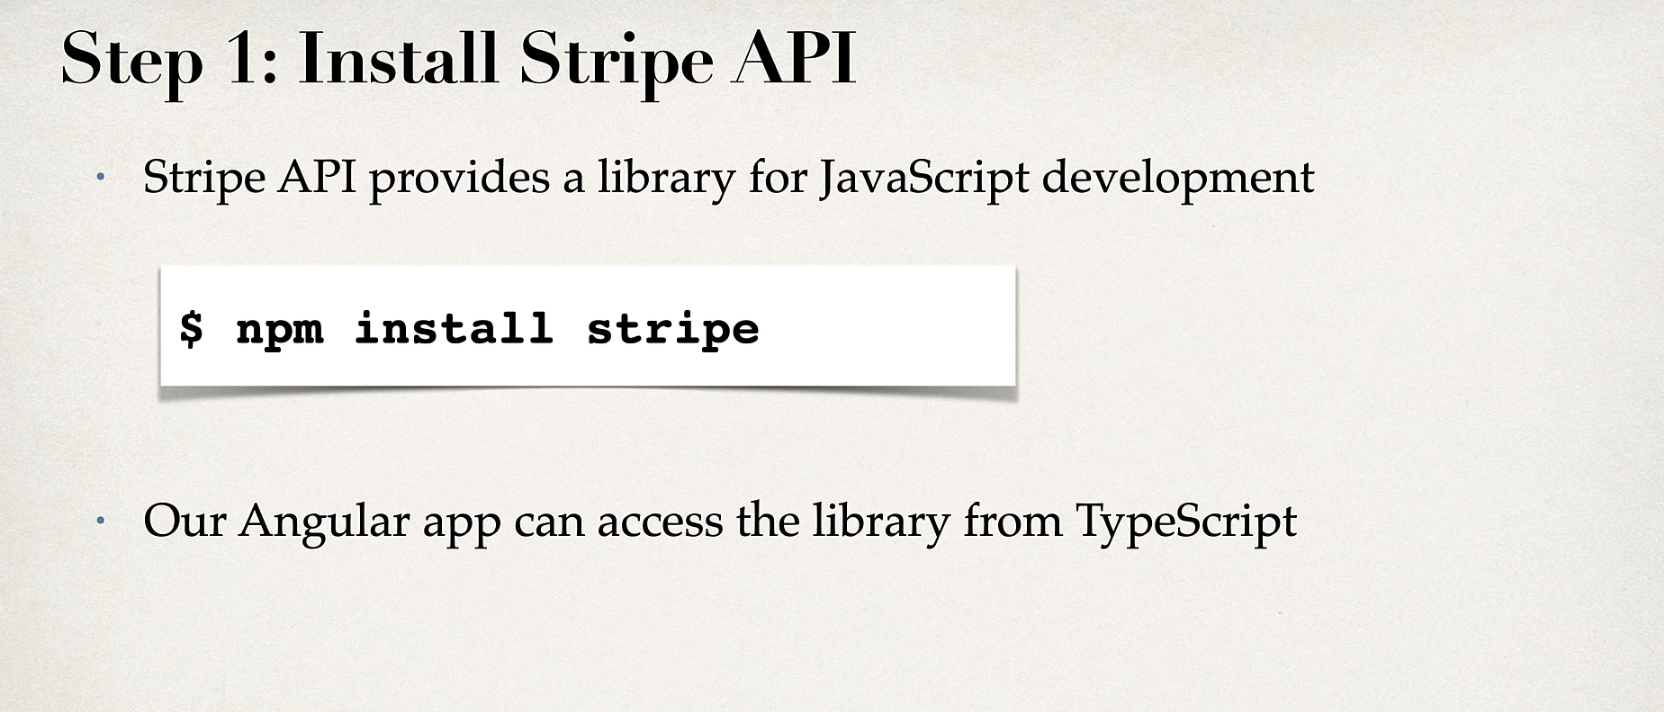 Step 1: Install Stripe API
• Stripe API provides a library for JavaScript development
$ npm install stripe
• Our Angular app can access the library from TypeScript